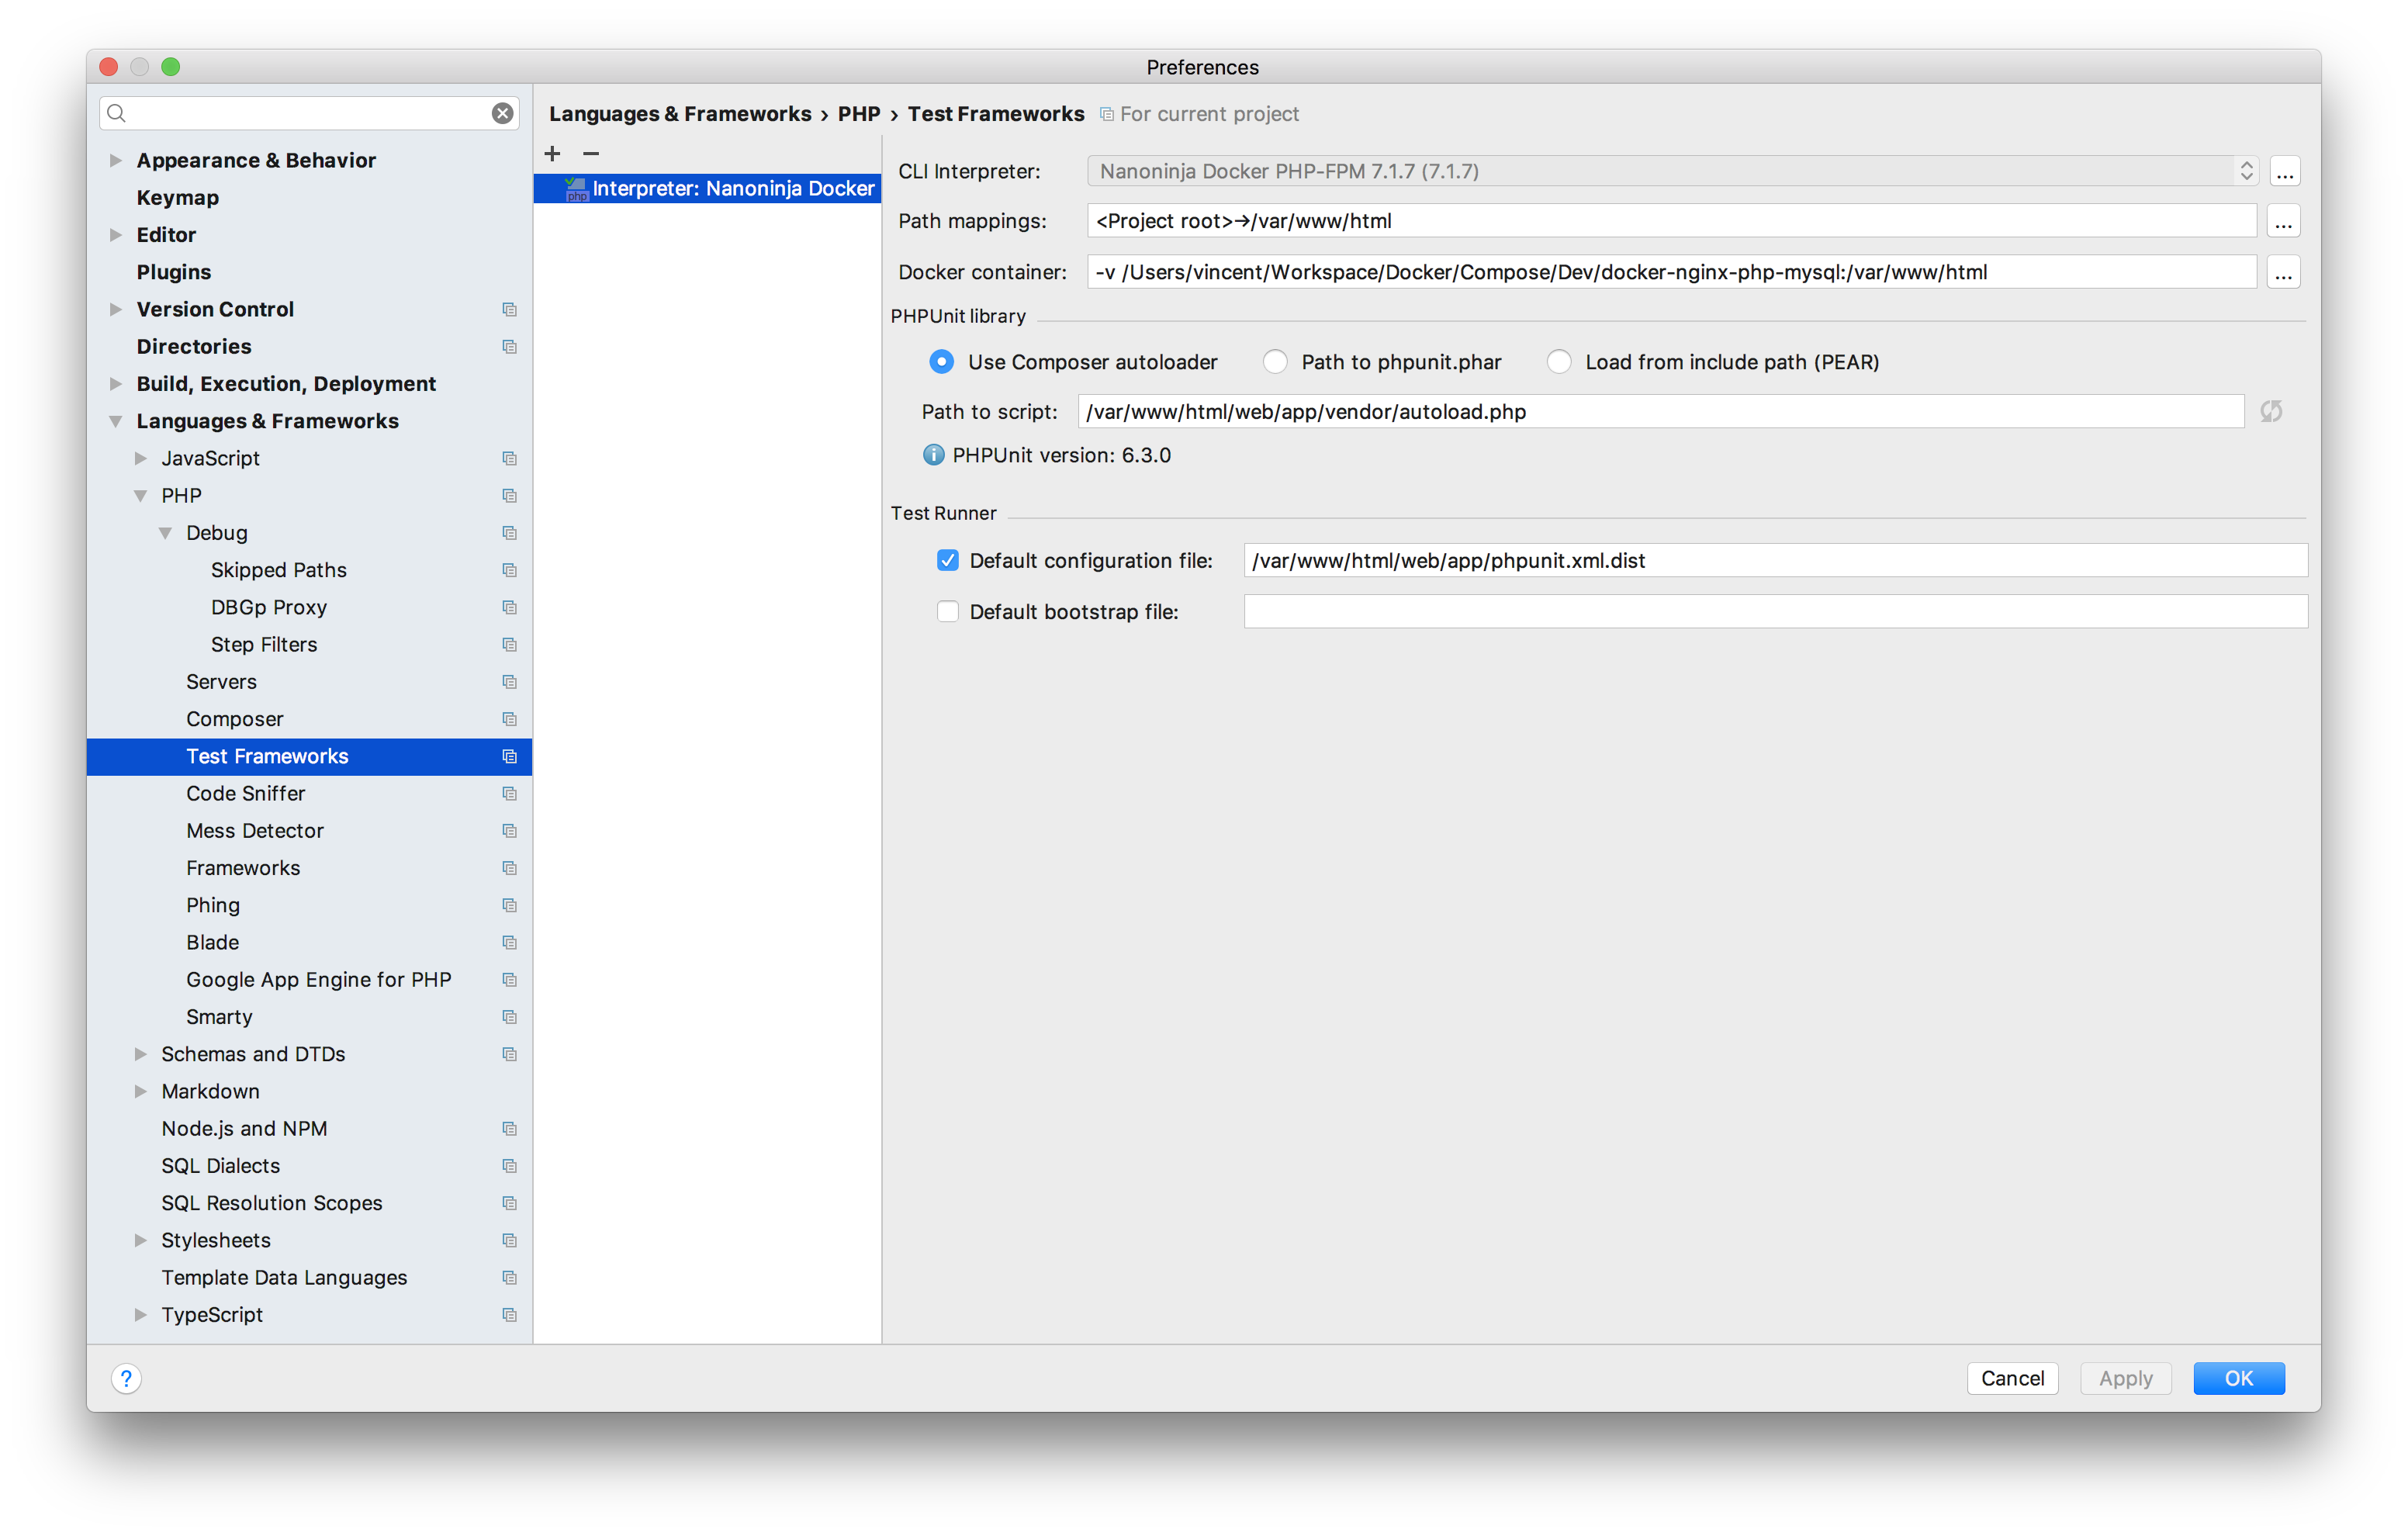 Preferences
Appearance & Behavior
Keymap
Editor
Plugins
Version Control
Directories
Build, Execution, Deployment
Languages & Frameworks
JavaScript
PHP
Debug
Skipped Paths
DBGp Proxy
Step Filters
Servers
Composer
Test Frameworks
Code Sniffer
Mess Detector
Frameworks
Phing
Blade
Google App Engine for PHP
Smarty
Schemas and DTDs
Markdown
Node.js and NPM
SQL Dialects
SQL Resolution Scopes
Stylesheets
Template Data Languages
TypeScript
Languages & Frameworks › PHP › Test Frameworks For current project
php Interpreter: Nanoninja Docker
CLI Interpreter: Nanoninja Docker PHP-FPM 7.1.7 (7.1.7) ...
Path mappings: <Project root>→/var/www/html ...
Docker container: -v /Users/vincent/Workspace/Docker/Compose/Dev/docker-nginx-php-mysql:/var/www/html ...
PHPUnit library
Use Composer autoloader Path to phpunit.phar Load from include path (PEAR)
Path to script: /var/www/html/web/app/vendor/autoload.php
PHPUnit version: 6.3.0
Test Runner
Default configuration file: /var/www/html/web/app/phpunit.xml.dist
Default bootstrap file:
? Cancel Apply OK